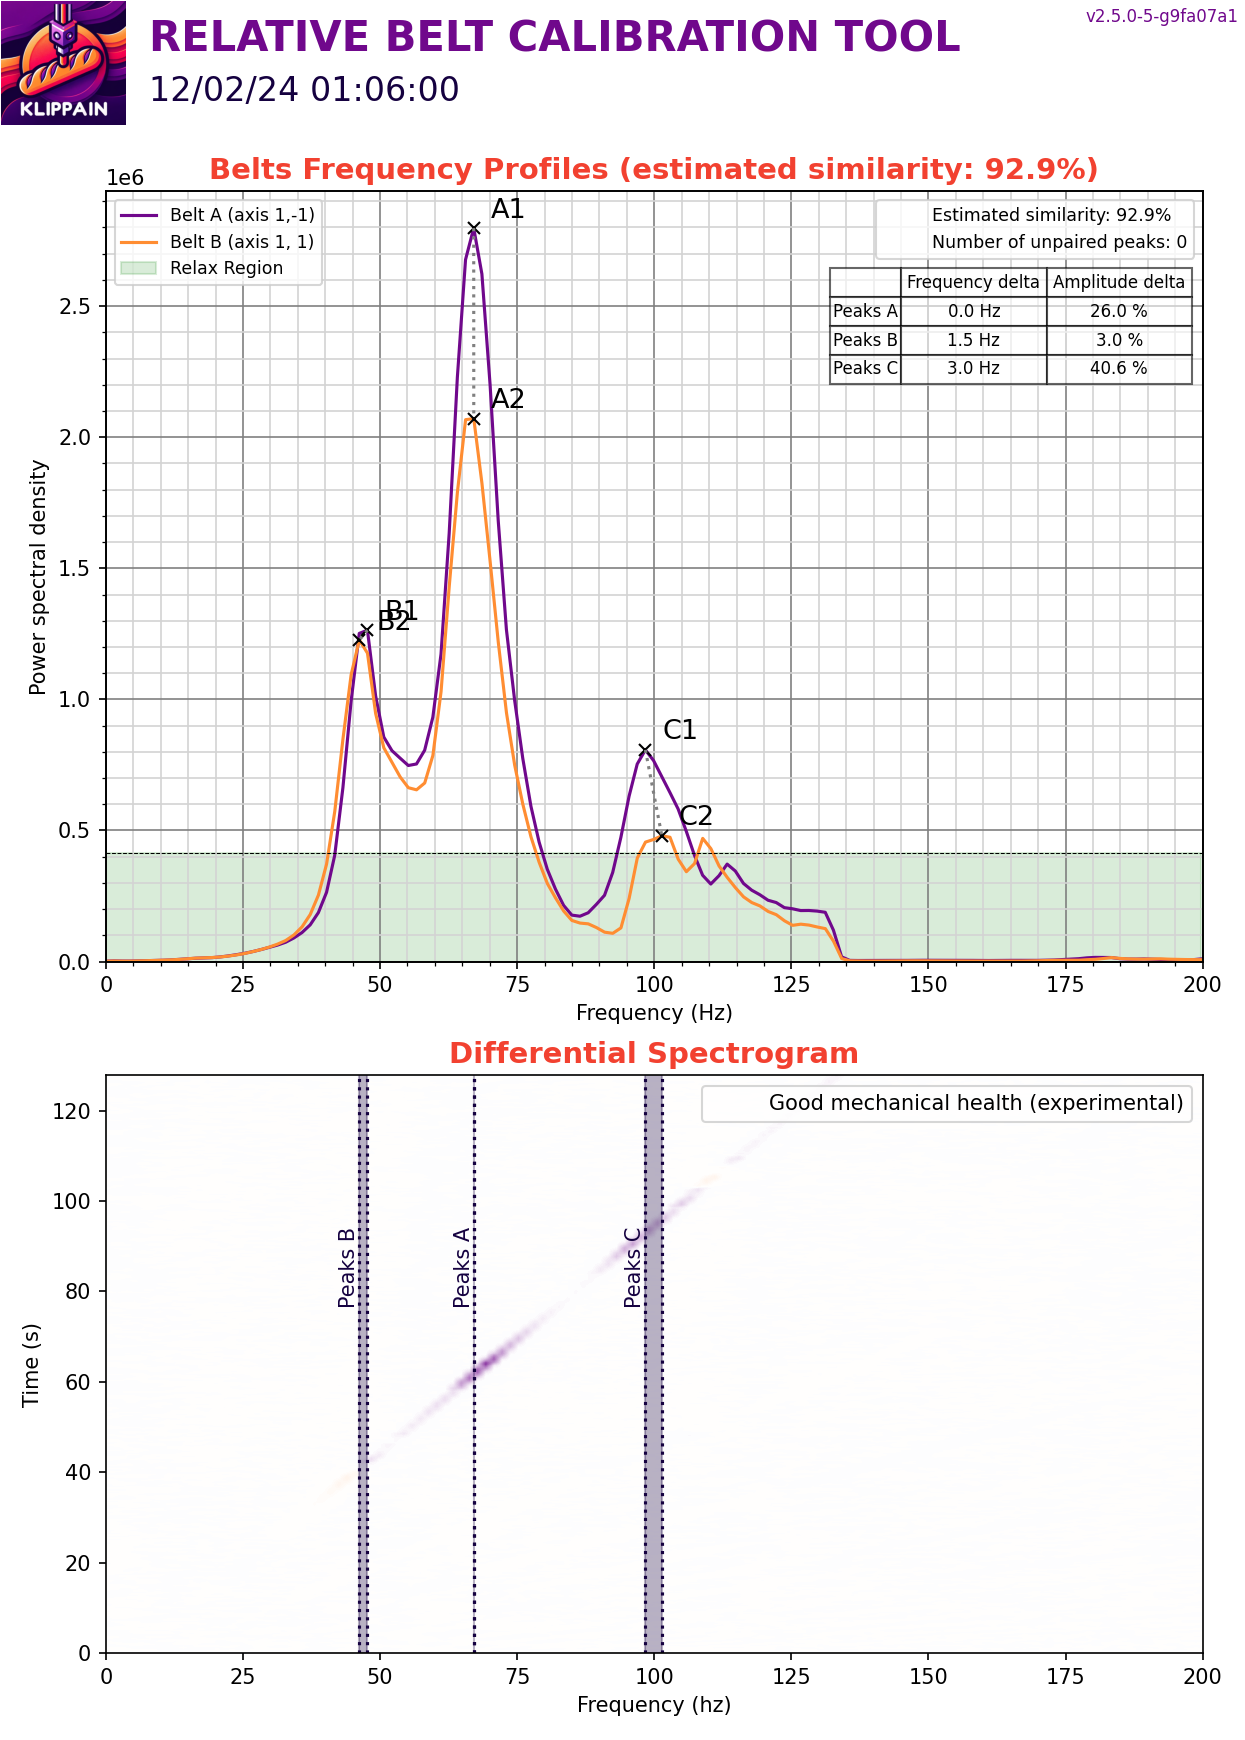 v2.5.0-5-g9fa07a1
RELATIVE BELT CALIBRATION TOOL
12/02/24 01:06:00
KLIPPAIN
Belts Frequency Profiles (estimated similarity: 92.9%)
1e6
Belt A (axis 1,-1)
Belt B (axis 1, 1)
Relax Region
Estimated similarity: 92.9%
Number of unpaired peaks: 0
Frequency delta Amplitude delta
Peaks A 0.0 Hz 26.0 %
Peaks B 1.5 Hz 3.0 %
Peaks C 3.0 Hz 40.6 %
A1
A2
B1
B2
C1
C2
2.5
2.0
1.5
1.0
0.5
0.0
Power spectral density
0 25 50 75 100 125 150 175 200
Frequency (Hz)
Differential Spectrogram
Good mechanical health (experimental)
Peaks B
Peaks A
Peaks C
120
100
80
60
40
20
0
Time (s)
0 25 50 75 100 125 150 175 200
Frequency (hz)